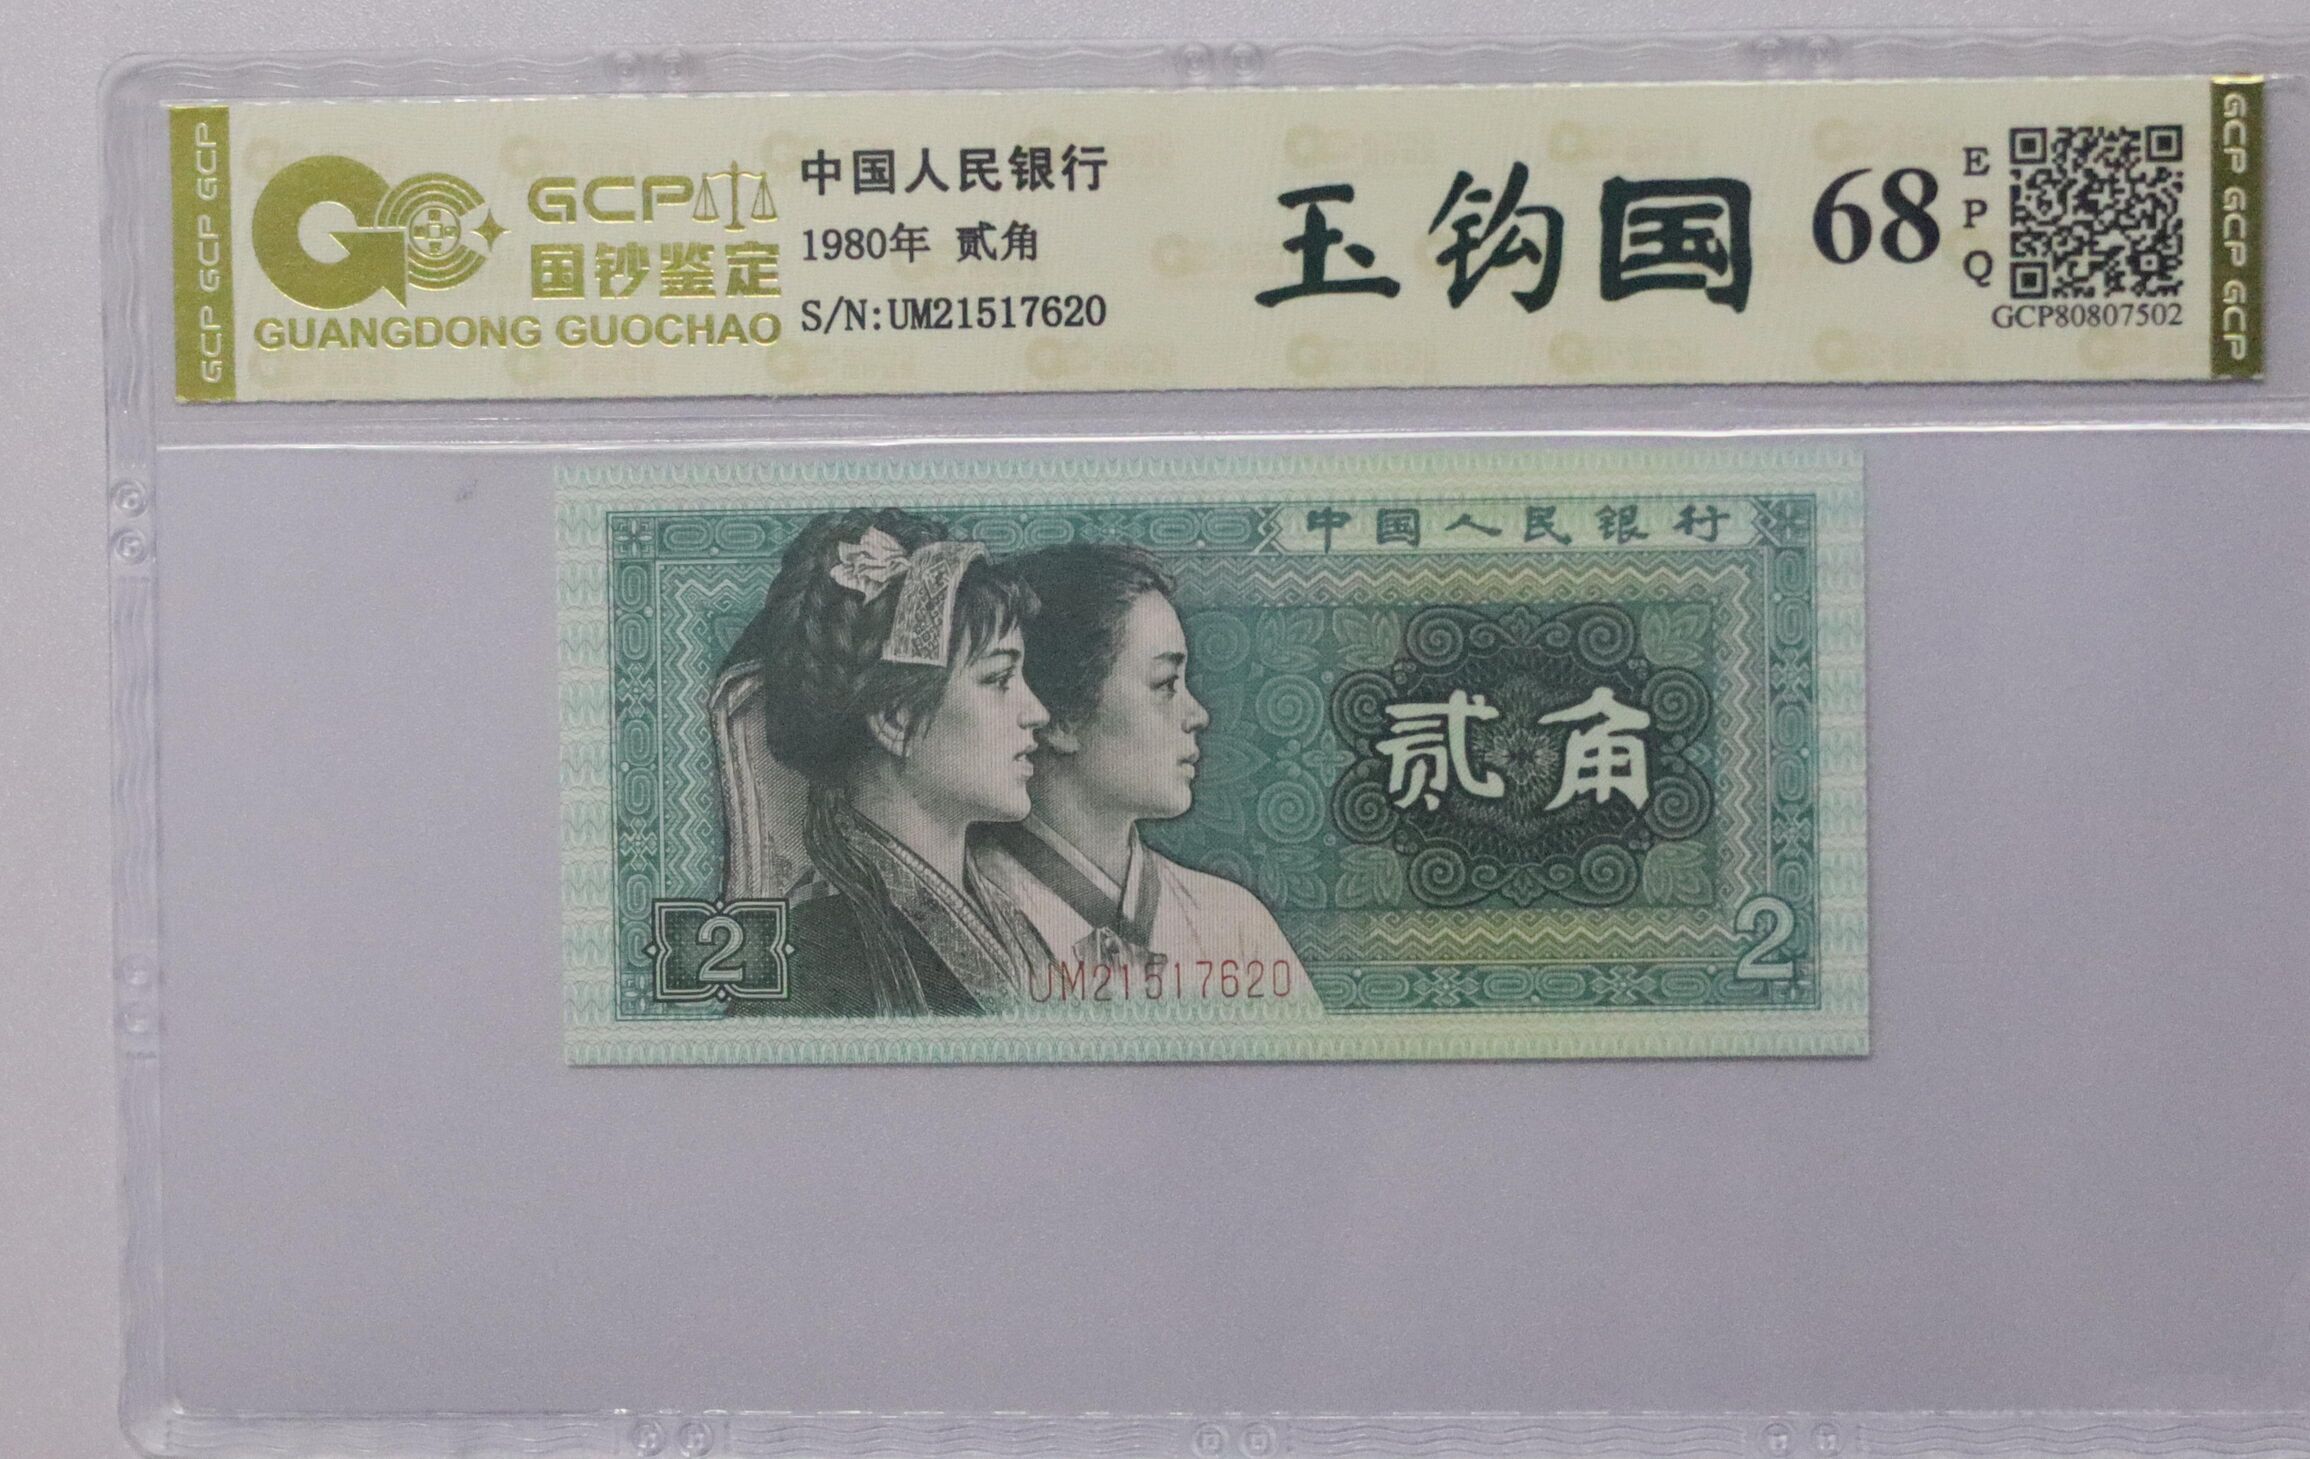 GCP GCP GCP
GCP
国钞鉴定
GUANGDONG GUOCHAO
中国人民银行
1980年 贰角
S/N:UM21517620
玉钩国
68
EPQ
GCP80807502
GCP GCP GCP
中国人民银行
贰角
2
UM21517620
2